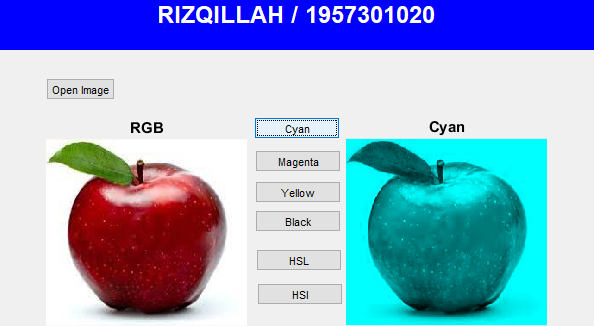 RIZQILLAH / 1957301020
Open Image
RGB
Cyan
Cyan
Magenta
Yellow
Black
HSL
HSI